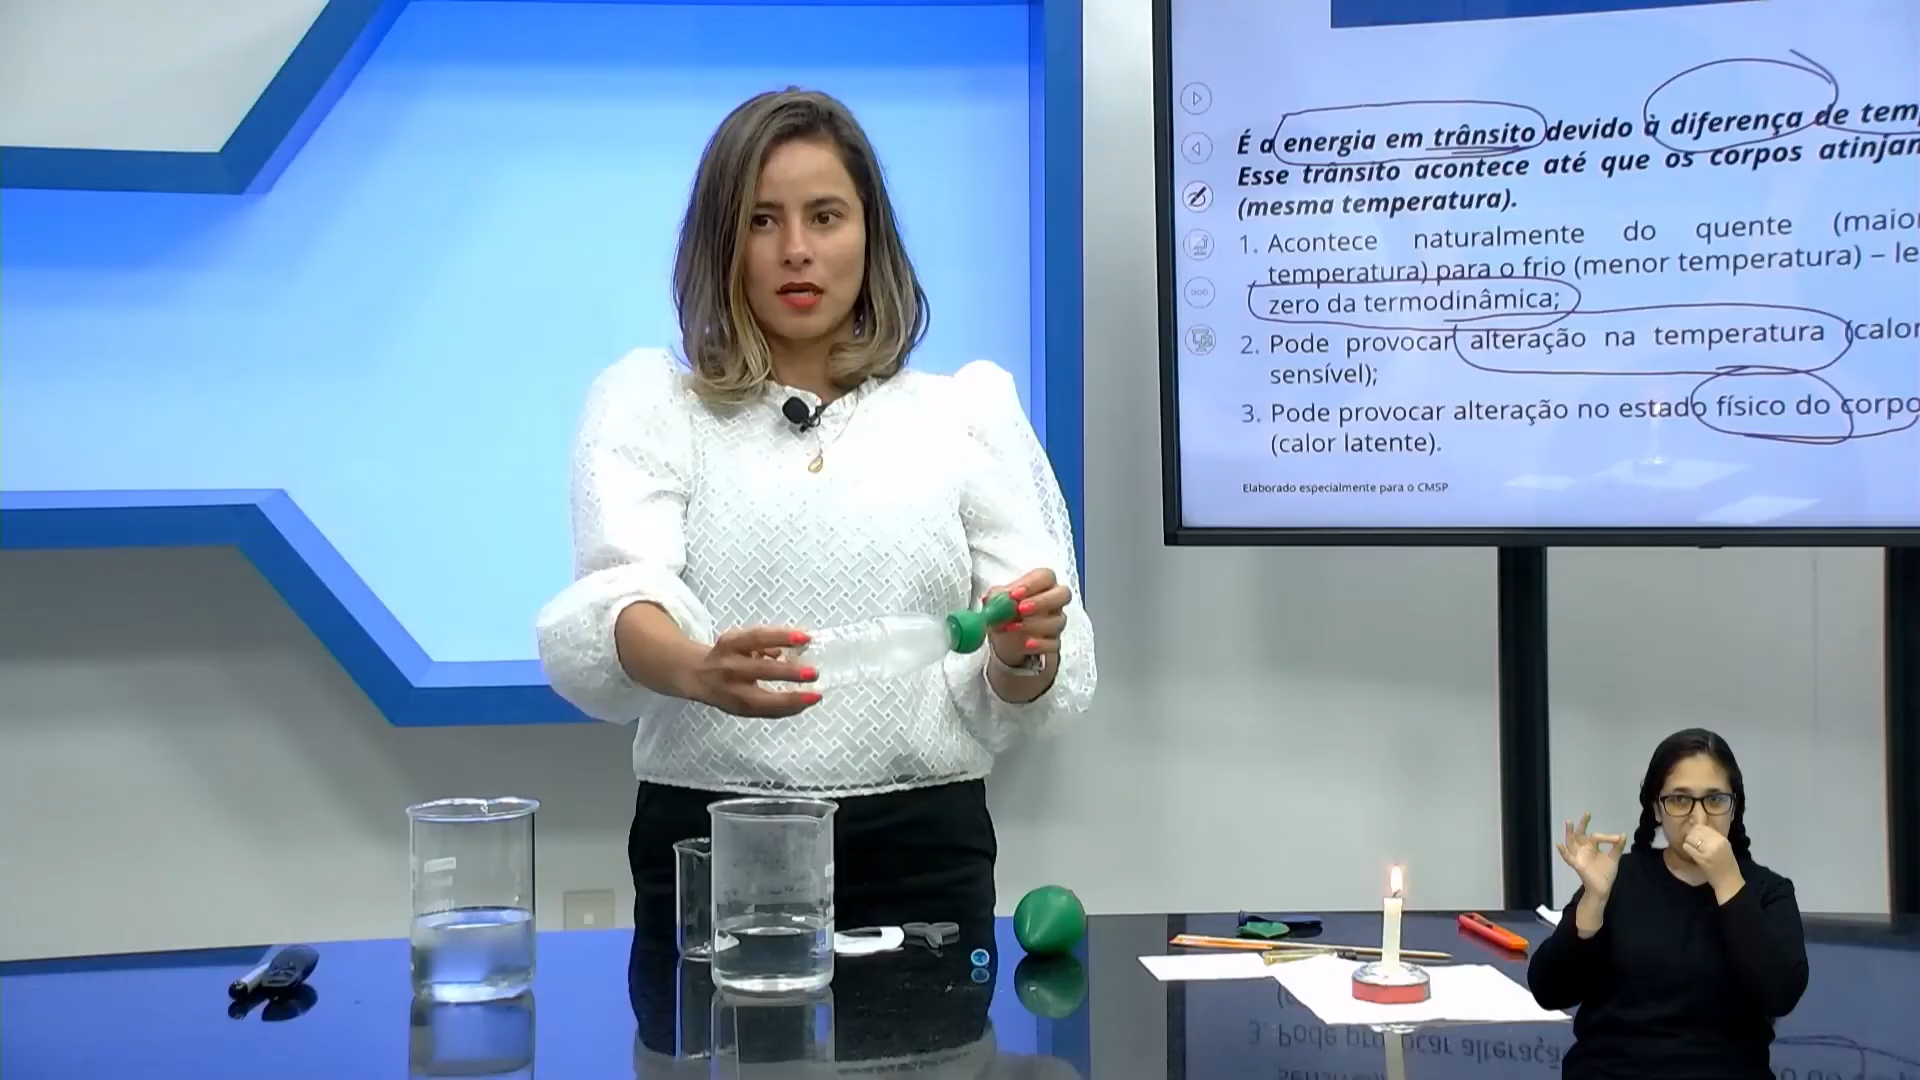 É a energia em trânsito devido à diferença de tem
Esse trânsito acontece até que os corpos atinjam
(mesma temperatura).
1. Acontece naturalmente do quente (maior
temperatura) para o frio (menor temperatura) – le
zero da termodinâmica;
2. Pode provocar alteração na temperatura (calor
sensível);
3. Pode provocar alteração no estado físico do corpo
(calor latente).
Elaborado especialmente para o CMSP